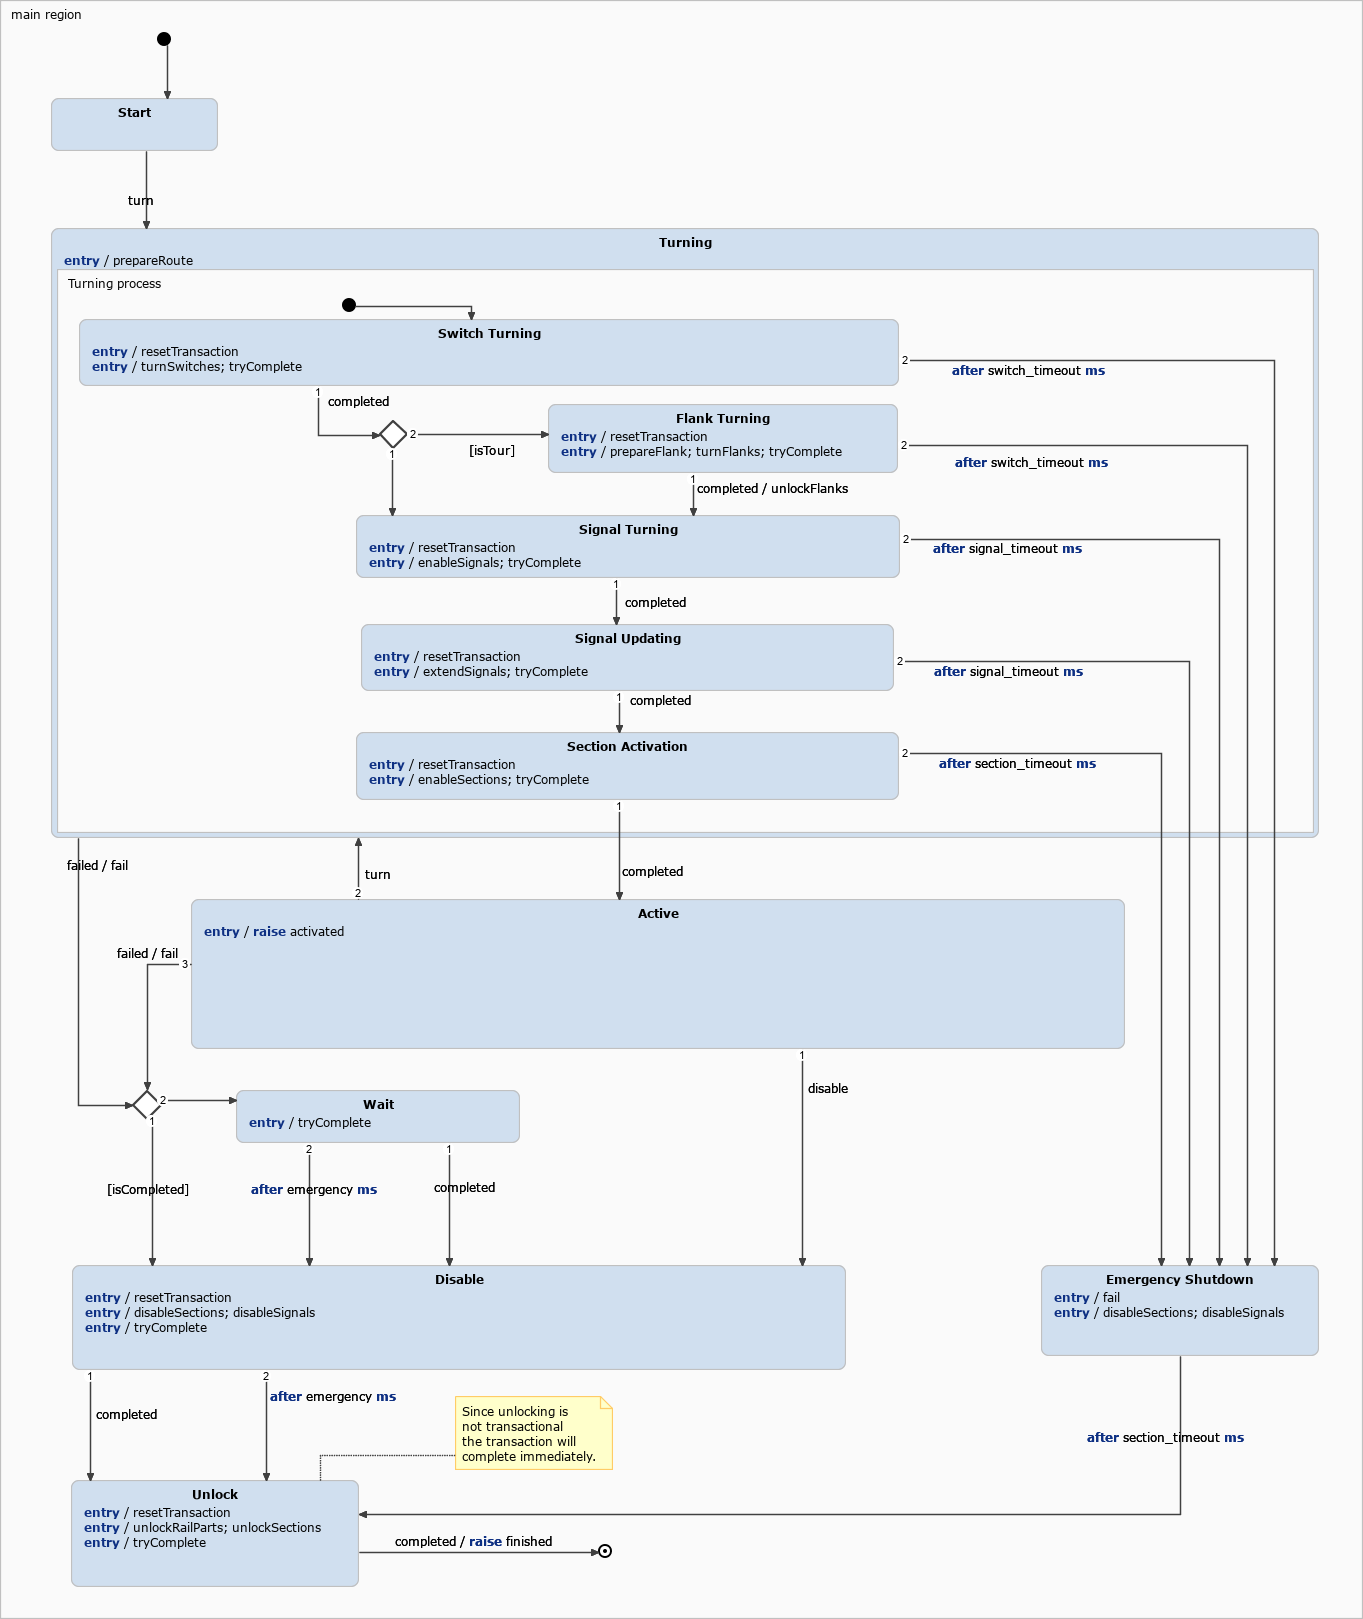 main region
Start
turn
Turning
entry / prepareRoute
Turning process
Switch Turning
entry / resetTransaction
entry / turnSwitches; tryComplete
2
after switch_timeout ms
1
completed
Flank Turning
entry / resetTransaction
entry / prepareFlank; turnFlanks; tryComplete
2
[isTour]
1
2
after switch_timeout ms
1
completed / unlockFlanks
Signal Turning
entry / resetTransaction
entry / enableSignals; tryComplete
2
after signal_timeout ms
1
completed
Signal Updating
entry / resetTransaction
entry / extendSignals; tryComplete
2
after signal_timeout ms
1
completed
Section Activation
entry / resetTransaction
entry / enableSections; tryComplete
2
after section_timeout ms
1
completed
failed / fail
turn
2
Active
entry / raise activated
failed / fail
3
1
disable
2
1
Wait
entry / tryComplete
2
1
[isCompleted]
after emergency ms
completed
Disable
entry / resetTransaction
entry / disableSections; disableSignals
entry / tryComplete
Emergency Shutdown
entry / fail
entry / disableSections; disableSignals
1
completed
2
after emergency ms
Since unlocking is
not transactional
the transaction will
complete immediately.
after section_timeout ms
Unlock
entry / resetTransaction
entry / unlockRailParts; unlockSections
entry / tryComplete
completed / raise finished